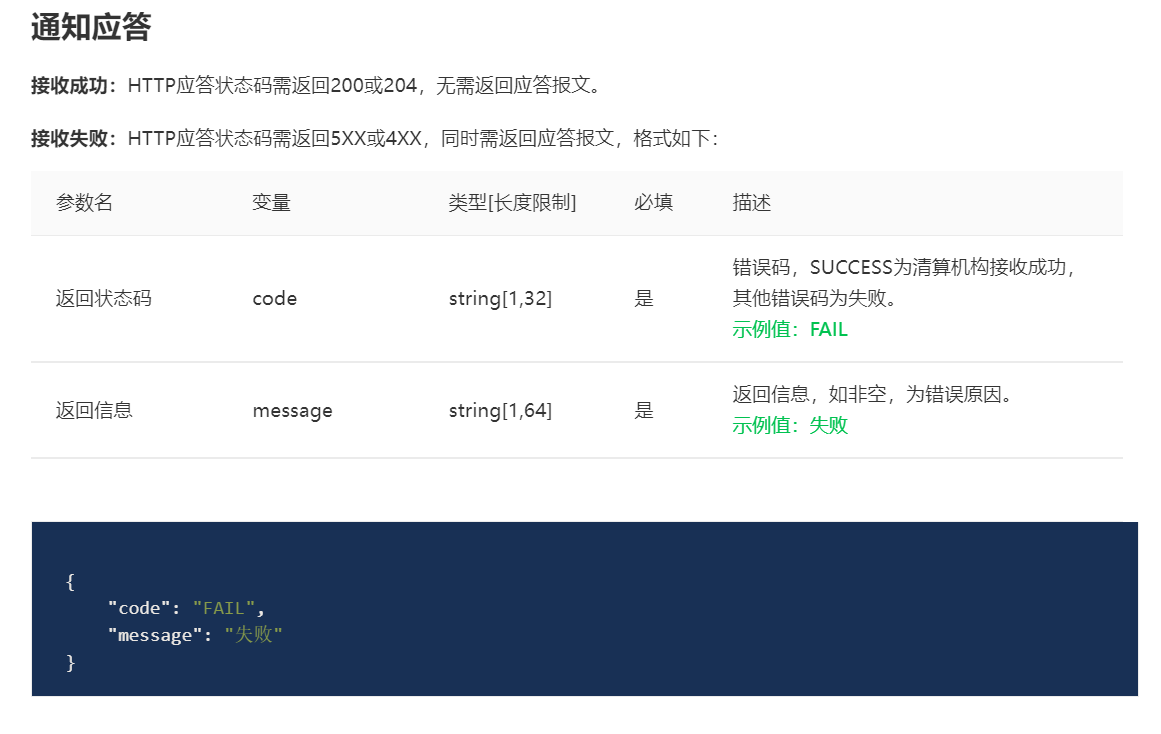 通知应答
接收成功：HTTP应答状态码需返回200或204，无需返回应答报文。
接收失败：HTTP应答状态码需返回5XX或4XX，同时需返回应答报文，格式如下：
参数名 变量 类型[长度限制] 必填 描述
返回状态码 code string[1,32] 是 错误码，SUCCESS为清算机构接收成功，
其他错误码为失败。
示例值：FAIL
返回信息 message string[1,64] 是 返回信息，如非空，为错误原因。
示例值：失败
{
"code": "FAIL",
"message": "失败"
}